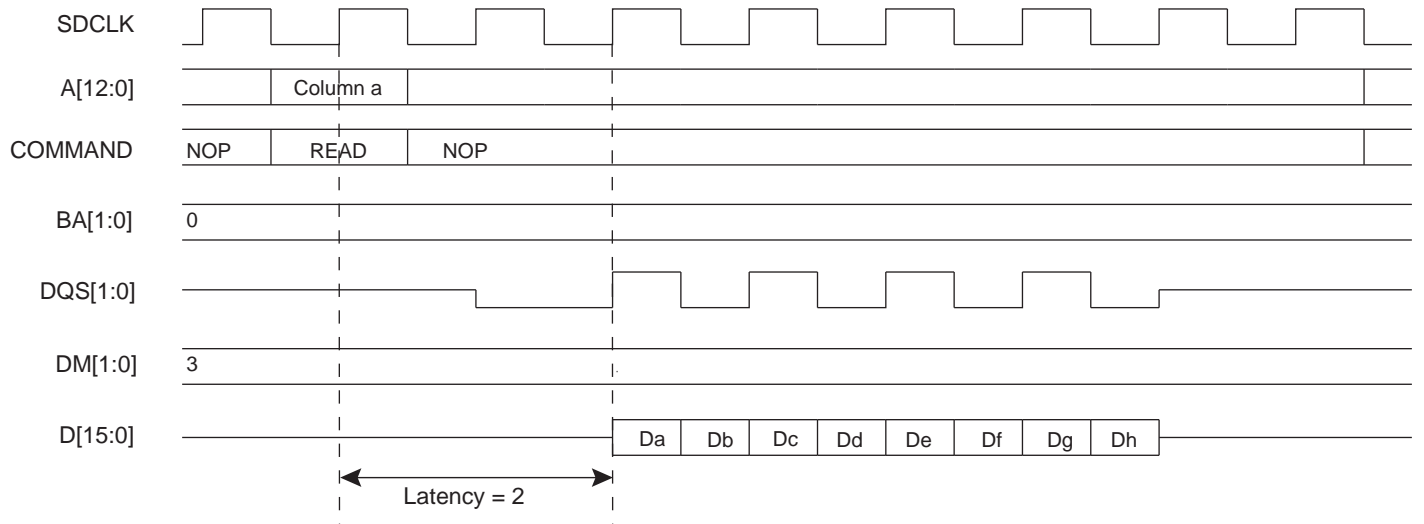 SDCLK
A[12:0] Column a
COMMAND NOP READ NOP
BA[1:0] 0
DQS[1:0]
DM[1:0] 3
D[15:0] Da Db Dc Dd De Df Dg Dh
Latency = 2